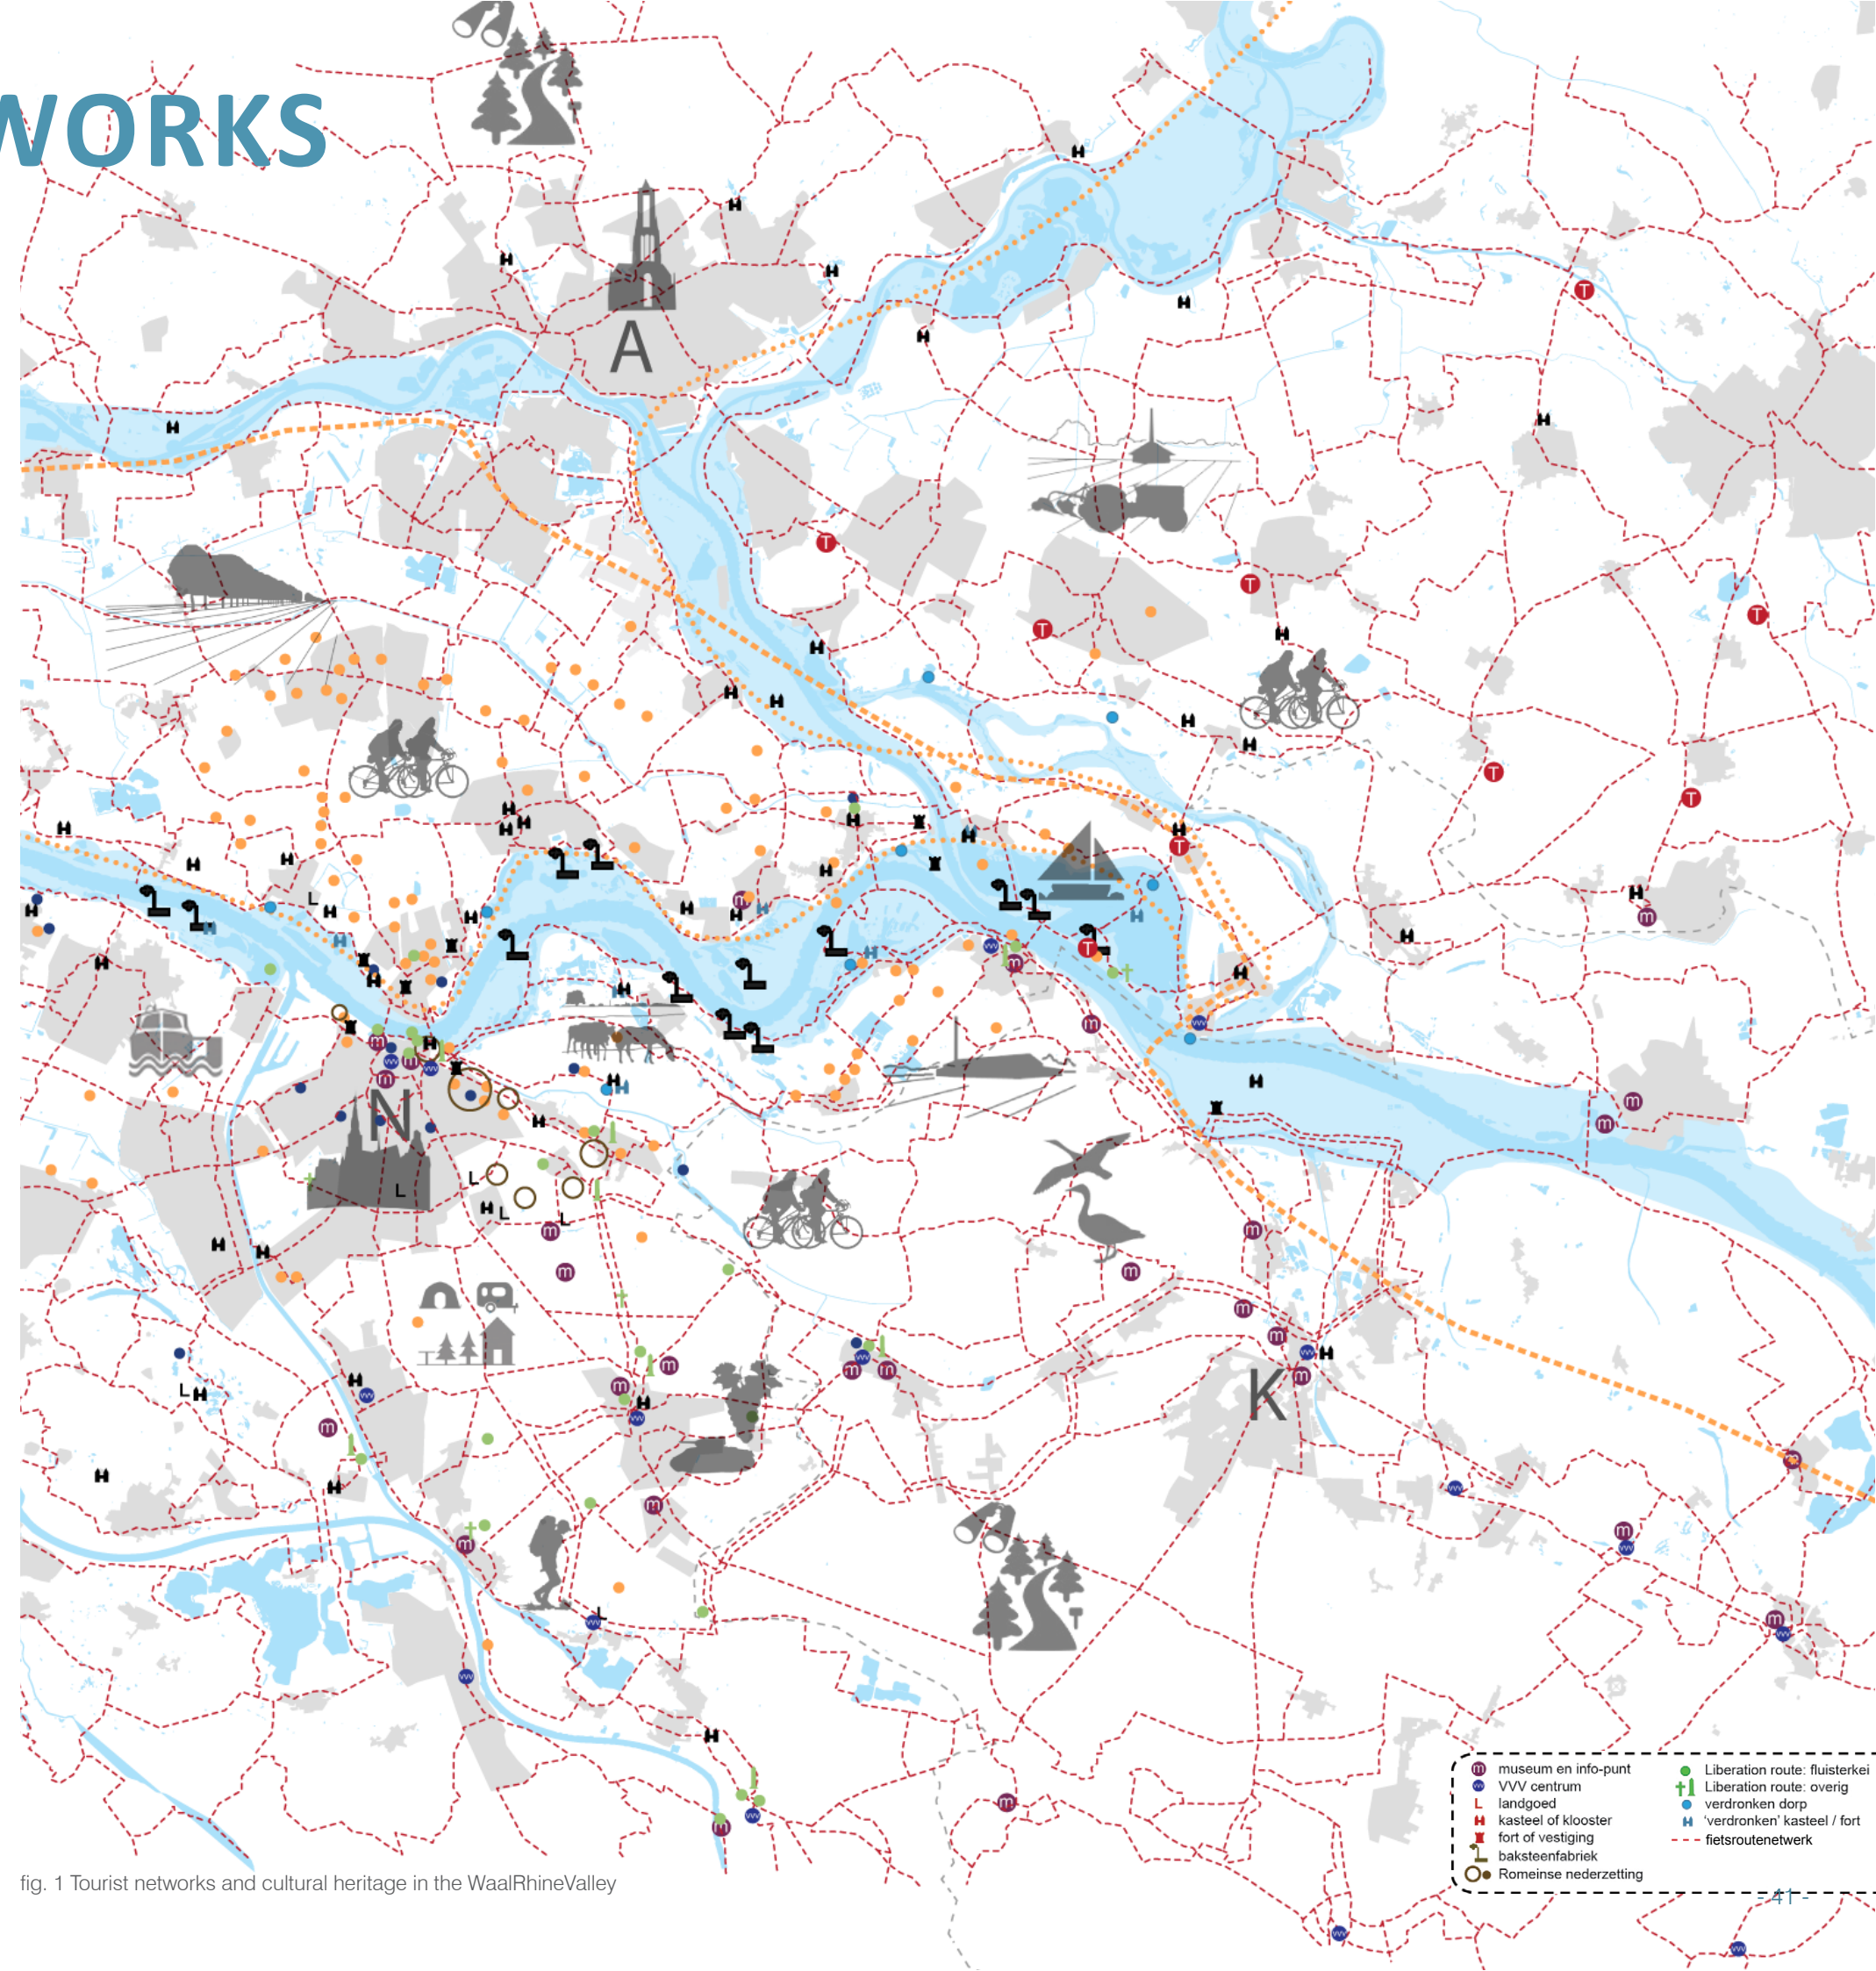 WORKS
A
N
K
museum en info-punt
VVV centrum
landgoed
kasteel of klooster
fort of vestiging
baksteenfabriek
Romeinse nederzetting
Liberation route: fluisterkei
Liberation route: overig
verdronken dorp
'verdronken' kasteel / fort
fietsroutenetwerk
fig. 1 Tourist networks and cultural heritage in the WaalRhineValley
- 41 -